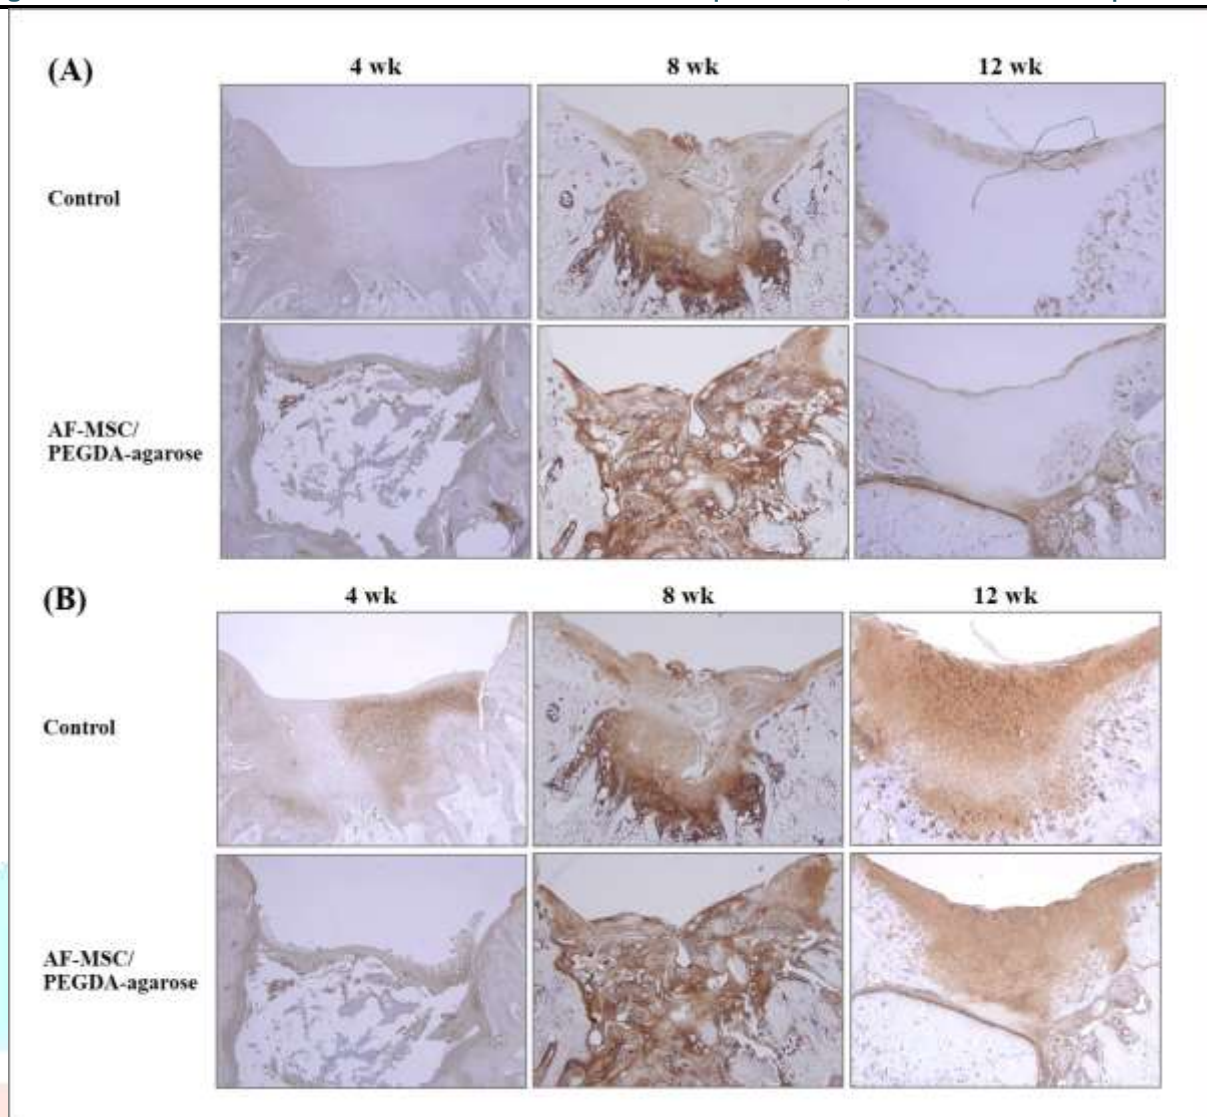 (A)
4 wk 8 wk 12 wk
Control
AF-MSC/
PEGDA-agarose
(B)
4 wk 8 wk 12 wk
Control
AF-MSC/
PEGDA-agarose